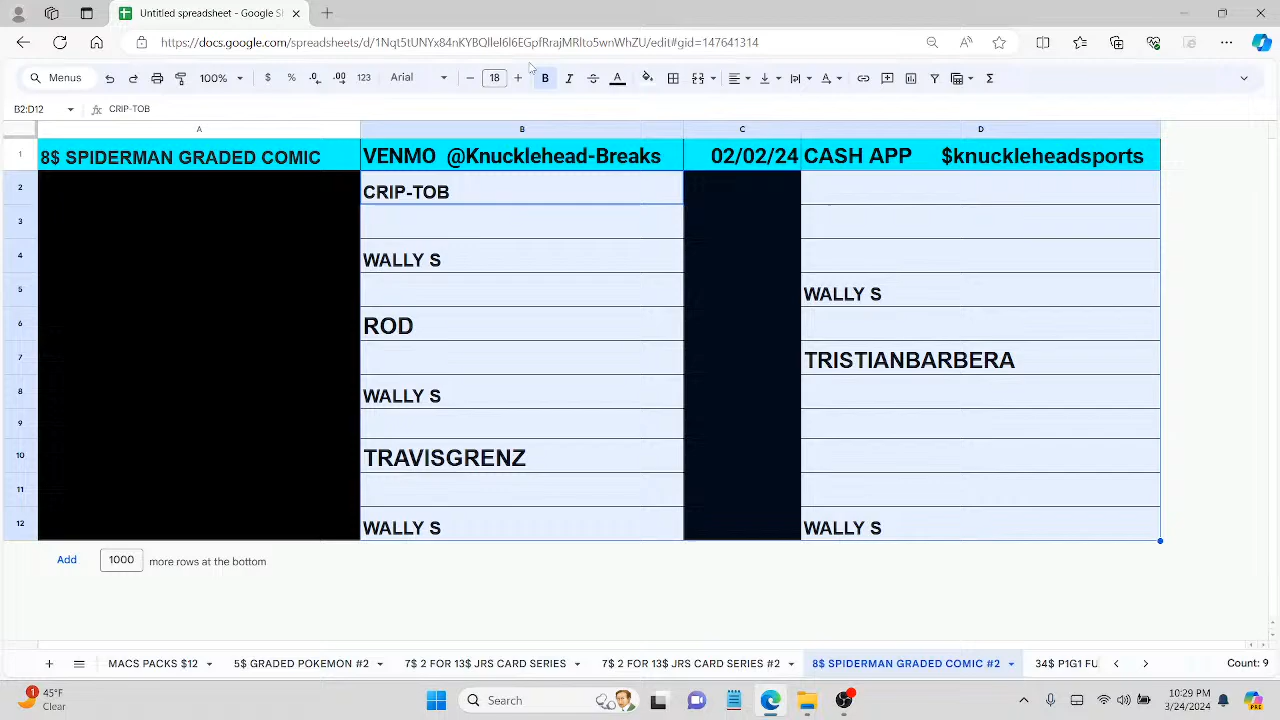 Untitled spreadsheet - Google S
https://docs.google.com/spreadsheets/d/1Nqt5tUNYx84nKYBQJleI6l6EGpfRrajMRIto5wnWhZU/edit#gid=147641314
Menus 100% $ % .0 .00 123 Arial 18 B I S A A Σ
B2:D12 fx CRIP-TOB
A B C D
1 8$ SPIDERMAN GRADED COMIC VENMO @Knucklehead-Breaks 02/02/24 CASH APP $knuckleheadsports
2 CRIP-TOB
3
4 WALLY S
5 WALLY S
6 ROD
7 TRISTIANBARBERA
8 WALLY S
9
10 TRAVISGRENZ
11
12 WALLY S WALLY S
Add 1000 more rows at the bottom
MACS PACKS $12 5$ GRADED POKEMON #2 7$ 2 FOR 13$ JRS CARD SERIES 7$ 2 FOR 13$ JRS CARD SERIES #2 8$ SPIDERMAN GRADED COMIC #2 34$ P1G1 FU Count: 9
1 45°F
Clear
Search
10:29 PM
3/24/2024